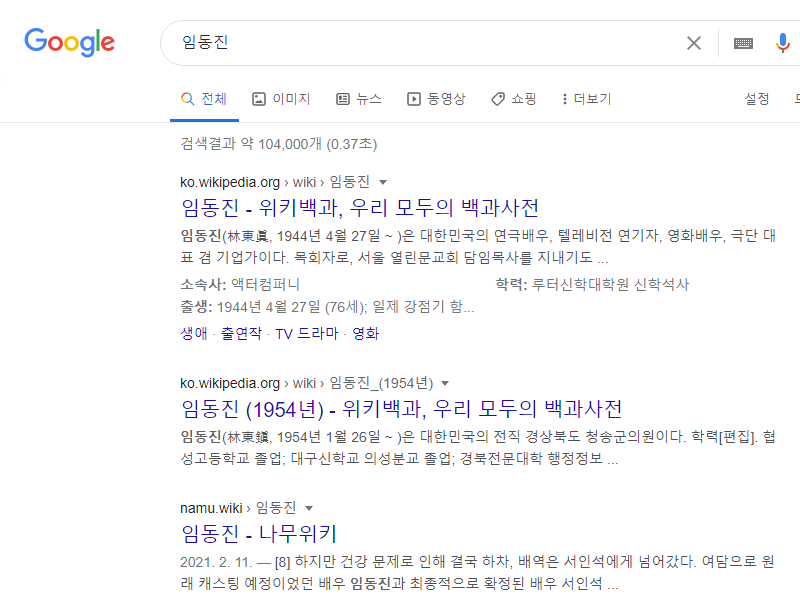 Google
임동진
전체 이미지 뉴스 동영상 쇼핑 더보기 설정
검색결과 약 104,000개 (0.37초)
ko.wikipedia.org › wiki › 임동진
임동진 - 위키백과, 우리 모두의 백과사전
임동진(林東眞, 1944년 4월 27일 ~ )은 대한민국의 연극배우, 텔레비전 연기자, 영화배우, 극단 대
표 겸 기업가이다. 목회자로, 서울 열린문교회 담임목사를 지내기도 ...
소속사: 액터컴퍼니 학력: 루터신학대학원 신학석사
출생: 1944년 4월 27일 (76세); 일제 강점기 함...
생애 · 출연작 · TV 드라마 · 영화
ko.wikipedia.org › wiki › 임동진_(1954년)
임동진 (1954년) - 위키백과, 우리 모두의 백과사전
임동진(林東鎭, 1954년 1월 26일 ~ )은 대한민국의 전직 경상북도 청송군의원이다. 학력[편집]. 협
성고등학교 졸업; 대구신학교 의성분교 졸업; 경북전문대학 행정정보 ...
namu.wiki › 임동진
임동진 - 나무위키
2021. 2. 11. — [8] 하지만 건강 문제로 인해 결국 하차, 배역은 서인석에게 넘어갔다. 여담으로 원
래 캐스팅 예정이었던 배우 임동진과 최종적으로 확정된 배우 서인석 ...